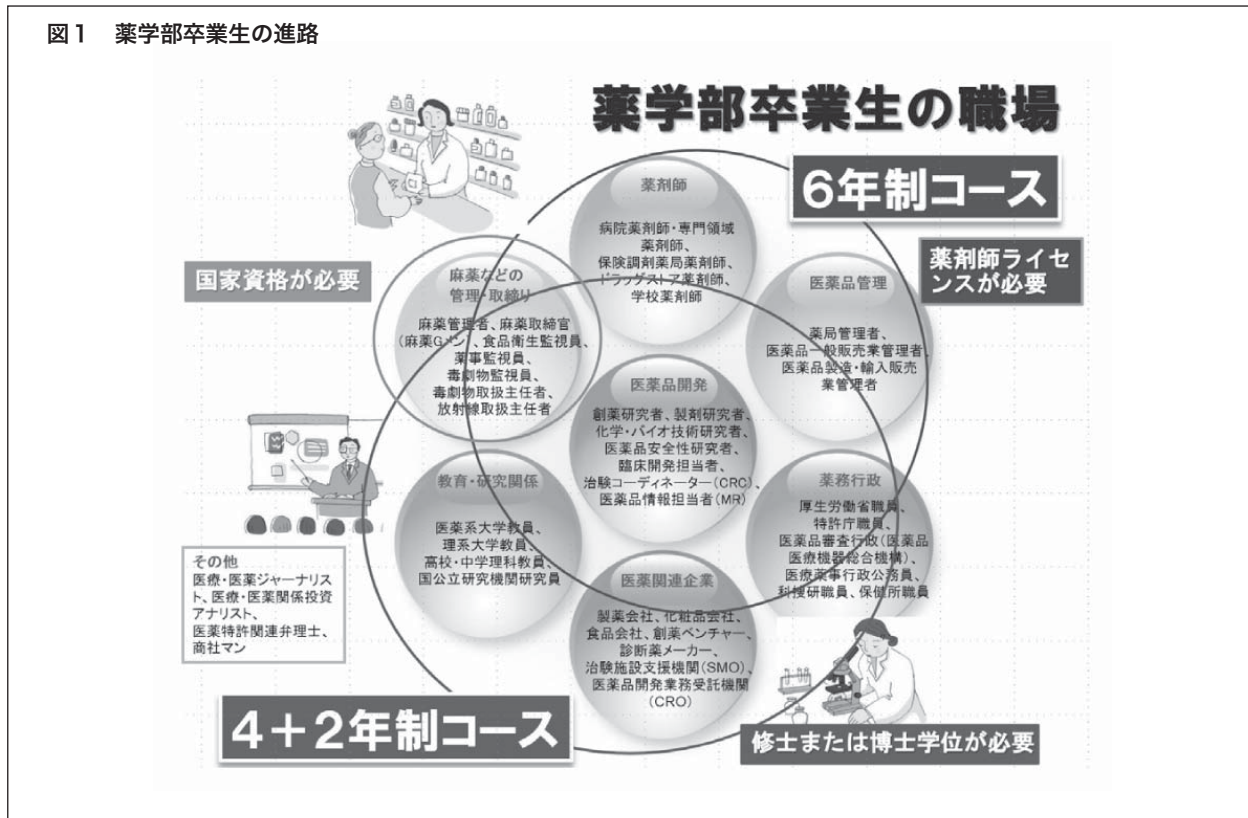 図1 薬学部卒業生の進路
薬学部卒業生の職場
6年制コース
薬剤師ライセ
ンスが必要
国家資格が必要
薬剤師
病院薬剤師・専門領域
薬剤師、
保険調剤薬局薬剤師、
ドラッグストア薬剤師、
学校薬剤師
麻薬などの
管理・取締り
麻薬管理者、麻薬取締官
(麻薬Gメン)、食品衛生監視員、
薬事監視員、
毒劇物監視員、
毒劇物取扱主任者、
放射線取扱主任者
医薬品管理
薬局管理者、
医薬品一般販売業管理者、
医薬品製造・輸入販売
業管理者
医薬品開発
創薬研究者、製剤研究者、
化学・バイオ技術研究者、
医薬品安全性研究者、
臨床開発担当者、
治験コーディネーター(CRC)、
医薬品情報担当者(MR)
教育・研究関係
医薬系大学教員、
理系大学教員、
高校・中学理科教員、
国公立研究機関研究員
薬務行政
厚生労働省職員、
特許庁職員、
医薬品審査行政(医薬品
医療機器総合機構)、
医療薬事行政公務員、
科捜研職員、保健所職員
医薬関連企業
製薬会社、化粧品会社、
食品会社、創薬ベンチャー、
診断薬メーカー、
治験施設支援機関(SMO)、
医薬品開発業務受託機関
(CRO)
その他
医療・医薬ジャーナリス
ト、医療・医薬関係投資
アナリスト、
医薬特許関連弁理士、
商社マン
4+2年制コース
修士または博士学位が必要